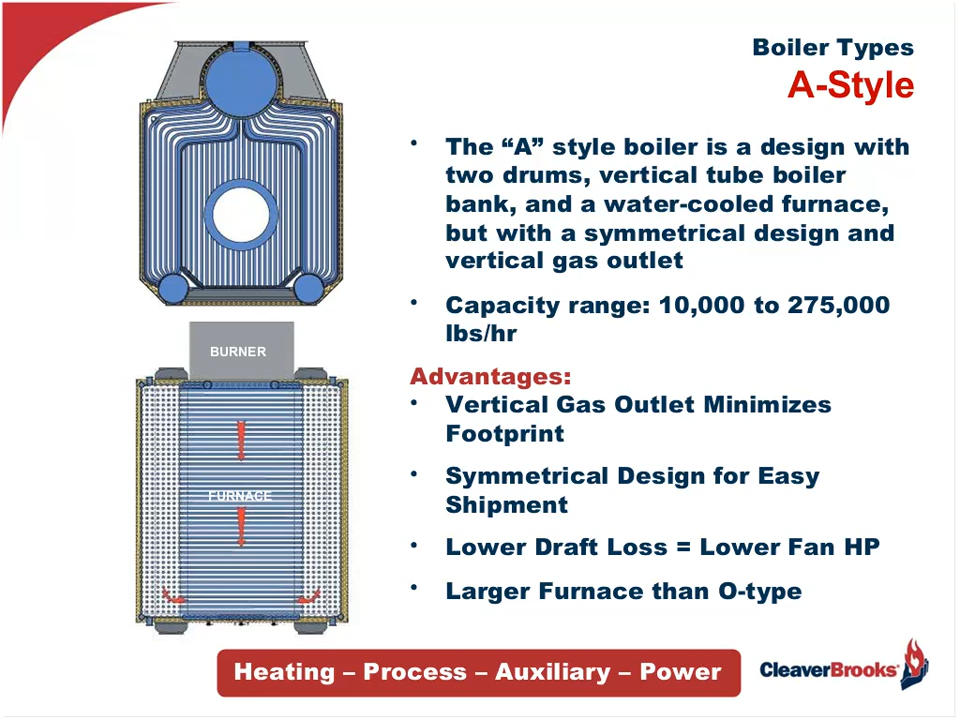 Boiler Types
A-Style
• The “A” style boiler is a design with
two drums, vertical tube boiler
bank, and a water-cooled furnace,
but with a symmetrical design and
vertical gas outlet
• Capacity range: 10,000 to 275,000
lbs/hr
Advantages:
• Vertical Gas Outlet Minimizes
Footprint
• Symmetrical Design for Easy
Shipment
• Lower Draft Loss = Lower Fan HP
• Larger Furnace than O-type
BURNER
FURNACE
Heating – Process – Auxiliary – Power
CleaverBrooks